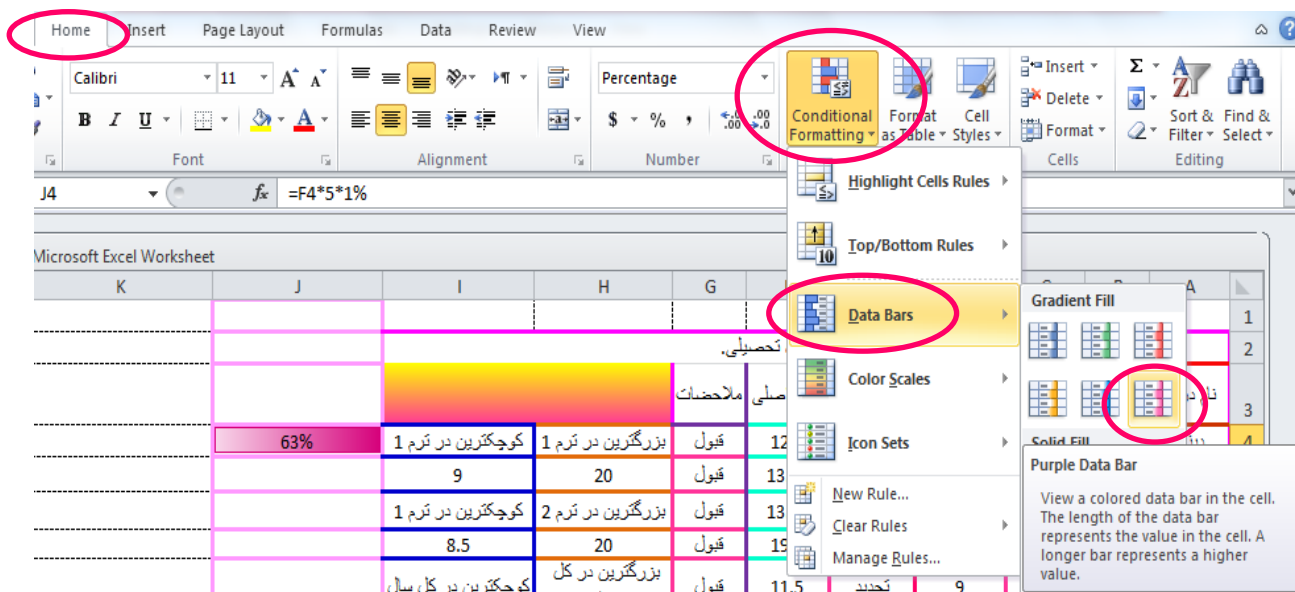 Home Insert Page Layout Formulas Data Review View
Calibri 11 A A Percentage
B I U A $ % , .00 .00 .0
Conditional Formatting
Format as Table
Cell Styles
Insert
Delete
Format
Σ
Sort & Filter
Find & Select
Font Alignment Number Cells Editing
J4 fx =F4*5*1%
Microsoft Excel Worksheet
K J I H G A
1
2
3
4
تحصیلی.
ملاحضات
صلی
63%
کوچکترین در ترم 1
بزرگترین در ترم 1
قبول
12
9
20
قبول
13
کوچکترین در ترم 1
بزرگترین در ترم 2
قبول
13
8.5
20
قبول
19
کوچکترین در کل سال
بزرگترین در کل
قبول
11.5
تجدید
9
Highlight Cells Rules
Top/Bottom Rules
Data Bars
Color Scales
Icon Sets
New Rule...
Clear Rules
Manage Rules...
Gradient Fill
Solid Fill
Purple Data Bar
View a colored data bar in the cell.
The length of the data bar
represents the value in the cell. A
longer bar represents a higher
value.